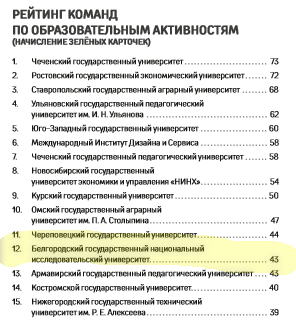 РЕЙТИНГ КОМАНД
ПО ОБРАЗОВАТЕЛЬНЫМ АКТИВНОСТЯМ
(НАЧИСЛЕНИЕ ЗЕЛЁНЫХ КАРТОЧЕК)
1. Чеченский государственный университет 73
2. Ростовский государственный экономический университет 72
3. Ставропольский государственный аграрный университет 68
4. Ульяновский государственный педагогический
университет им. И. Н. Ульянова 62
5. Юго-Западный государственный университет 60
6. Международный Институт Дизайна и Сервиса 58
7. Чеченский государственный педагогический университет 58
8. Новосибирский государственный
университет экономики и управления «НИНХ» 54
9. Курский государственный университет 50
10. Омский государственный аграрный
университет им. П. А. Столыпина 47
11. Череповецкий государственный университет 44
12. Белгородский государственный национальный
исследовательский университет 43
13. Армавирский государственный педагогический университет 43
14. Костромской государственный университет 40
15. Нижегородский государственный технический
университет им. Р. Е. Алексеева 39